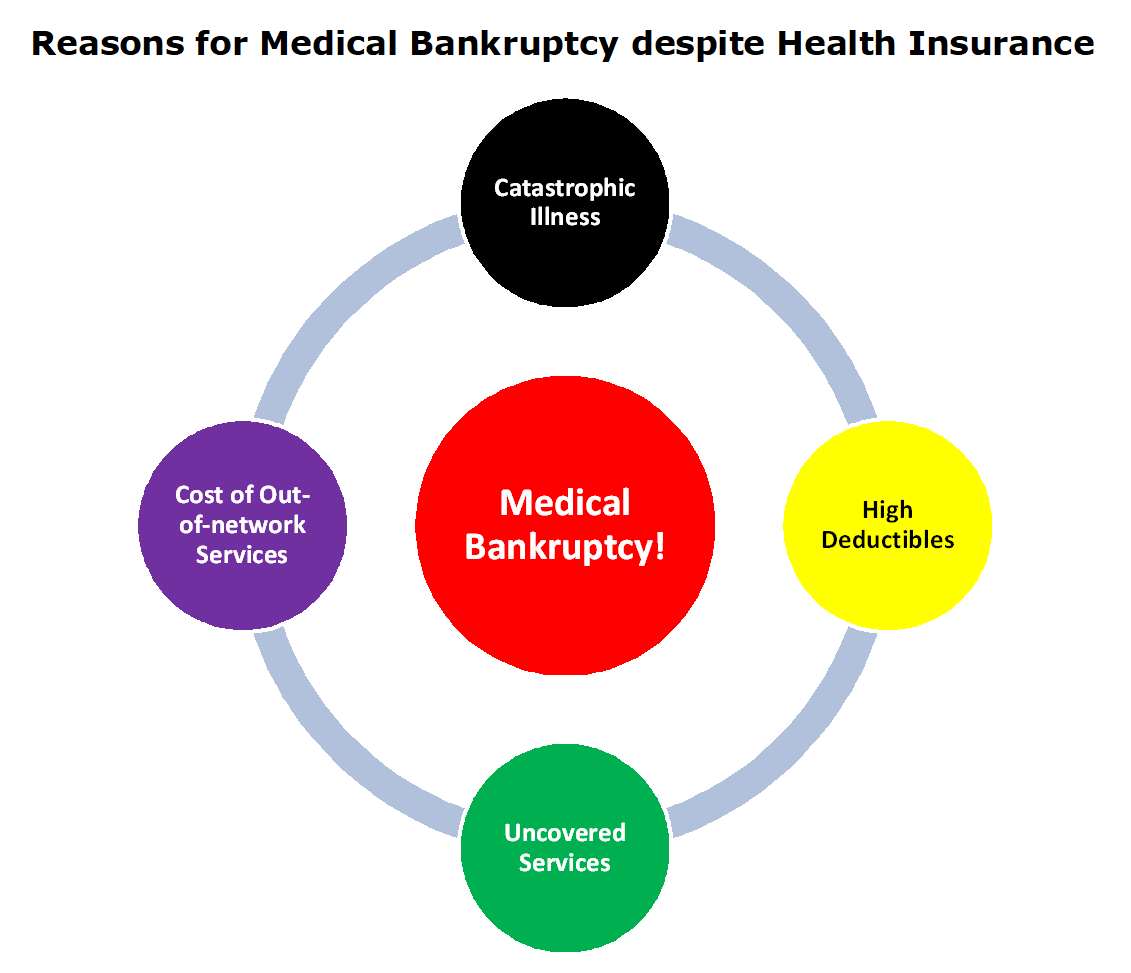 Reasons for Medical Bankruptcy despite Health Insurance
Catastrophic
Illness
Cost of Out-
of-network
Services
Medical
Bankruptcy!
High
Deductibles
Uncovered
Services